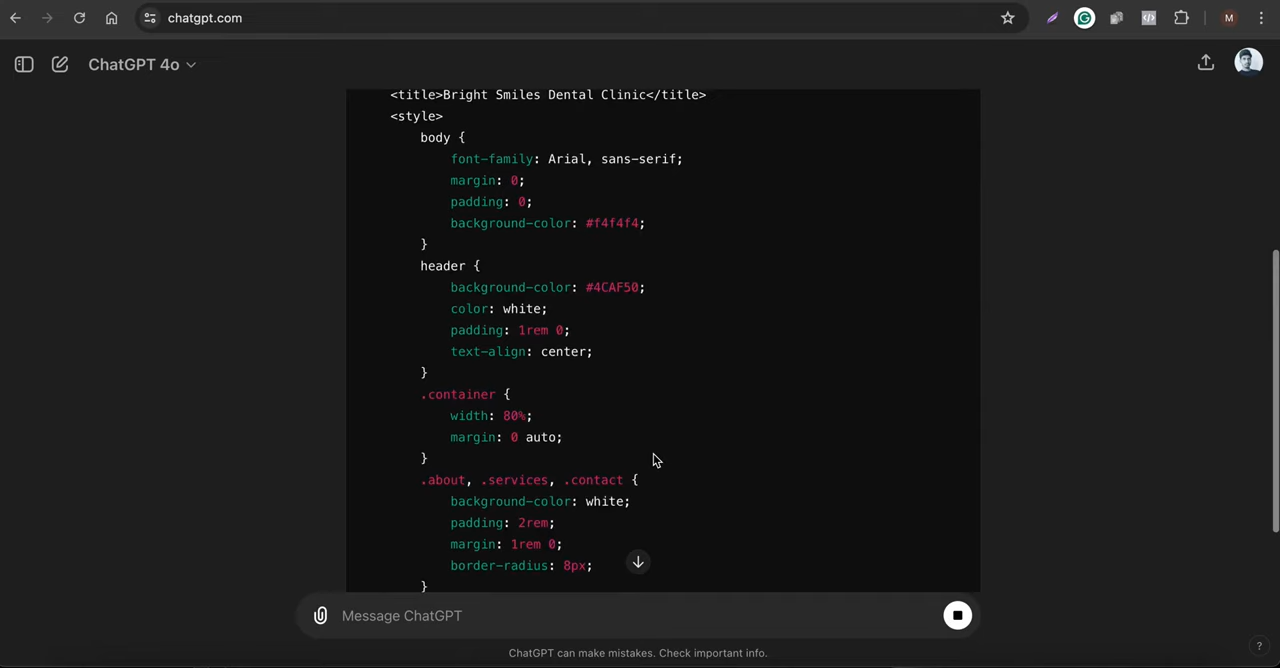 chatgpt.com
M
ChatGPT 4o
<title>Bright Smiles Dental Clinic</title>
<style>
body {
font-family: Arial, sans-serif;
margin: 0;
padding: 0;
background-color: #f4f4f4;
}
header {
background-color: #4CAF50;
color: white;
padding: 1rem 0;
text-align: center;
}
.container {
width: 80%;
margin: 0 auto;
}
.about, .services, .contact {
background-color: white;
padding: 2rem;
margin: 1rem 0;
border-radius: 8px;
}
Message ChatGPT
ChatGPT can make mistakes. Check important info.
?